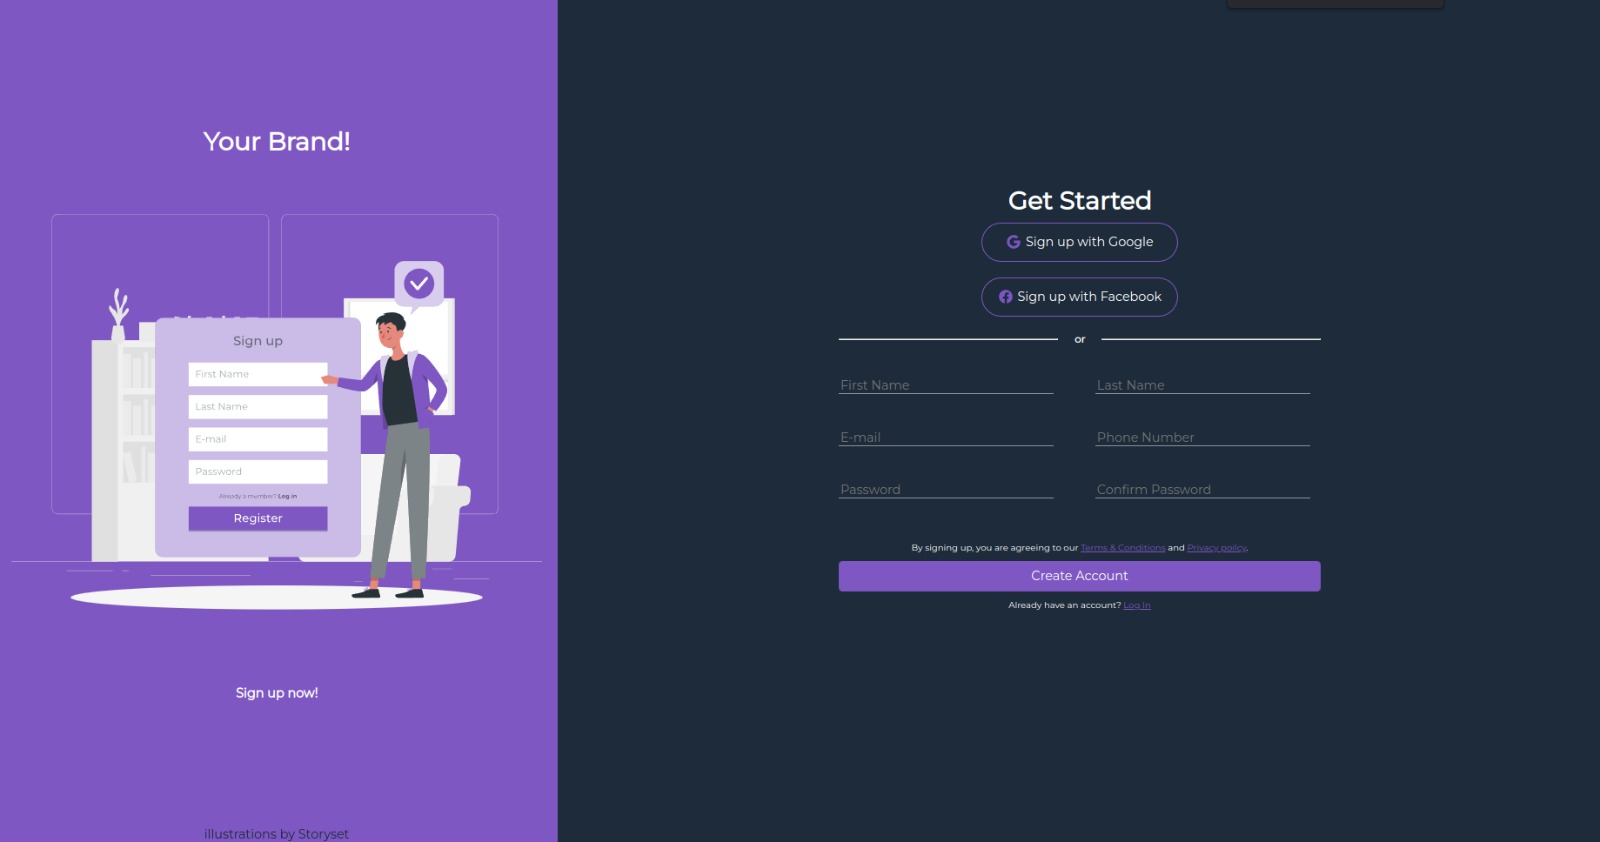 Your Brand!
Sign up
First Name
Last Name
E-mail
Password
Already a member? Log in
Register
Sign up now!
illustrations by Storyset
Get Started
Sign up with Google
Sign up with Facebook
or
First Name
Last Name
E-mail
Phone Number
Password
Confirm Password
By signing up, you are agreeing to our Terms & Conditions and Privacy policy.
Create Account
Already have an account? Log In